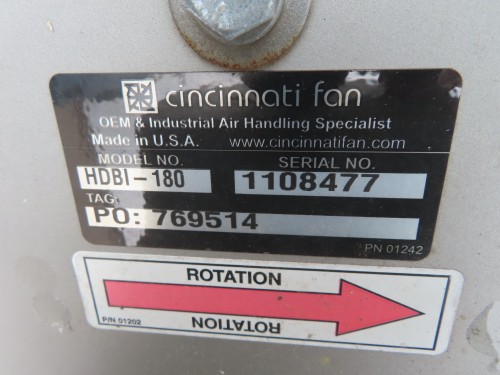 cincinnati fan
OEM & Industrial Air Handling Specialist
Made in U.S.A. www.cincinnatifan.com
MODEL NO. SERIAL NO.
HDBI-180 1108477
TAG:
PO: 769514
PN 01242
ROTATION
P/N 01202 ROTATION